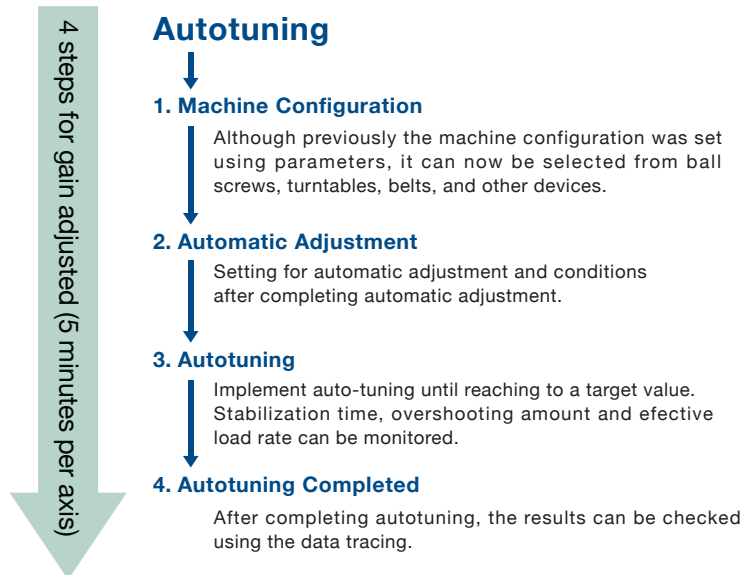 4 steps for gain adjusted (5 minutes per axis)
Autotuning
1. Machine Configuration
Although previously the machine configuration was set
using parameters, it can now be selected from ball
screws, turntables, belts, and other devices.
2. Automatic Adjustment
Setting for automatic adjustment and conditions
after completing automatic adjustment.
3. Autotuning
Implement auto-tuning until reaching to a target value.
Stabilization time, overshooting amount and efective
load rate can be monitored.
4. Autotuning Completed
After completing autotuning, the results can be checked
using the data tracing.